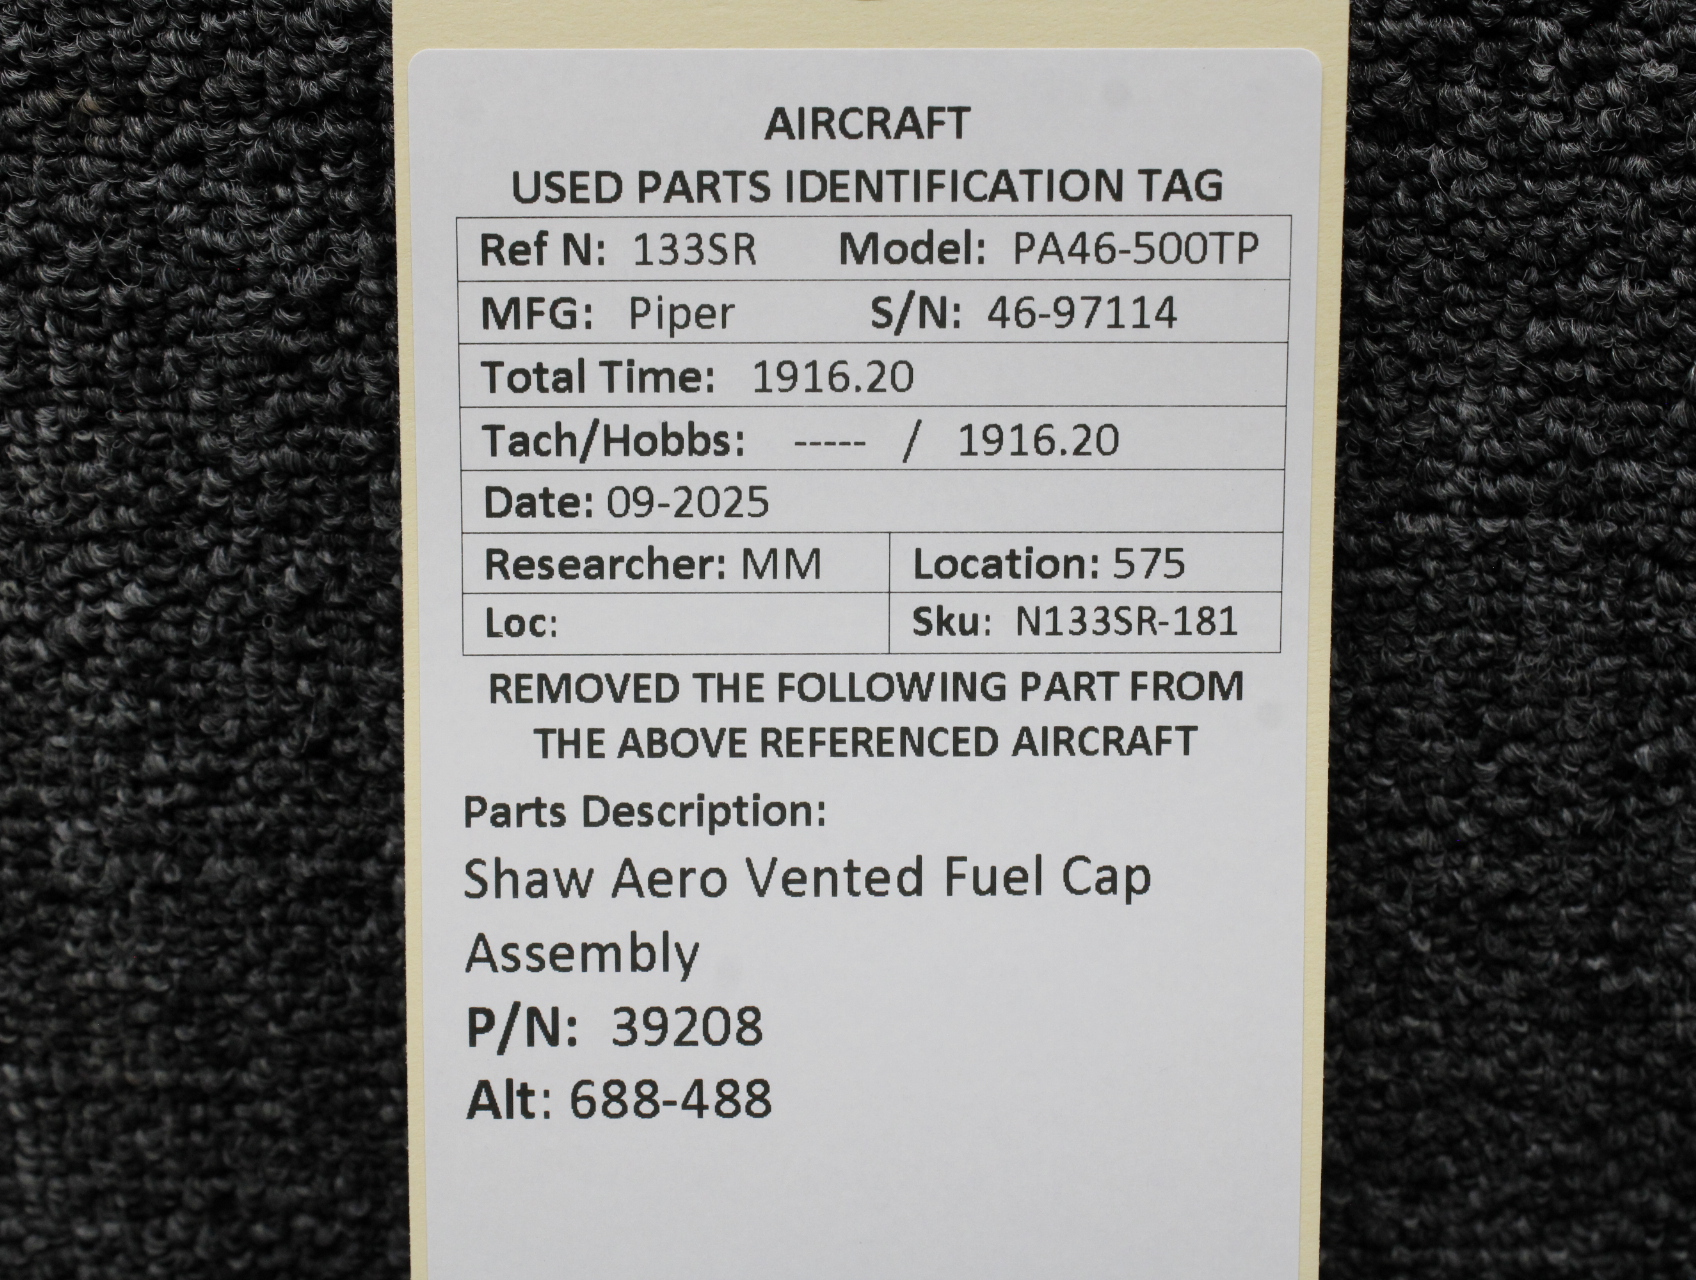 AIRCRAFT
USED PARTS IDENTIFICATION TAG
Ref N: 133SR Model: PA46-500TP
MFG: Piper S/N: 46-97114
Total Time: 1916.20
Tach/Hobbs: ----- / 1916.20
Date: 09-2025
Researcher: MM Location: 575
Loc: Sku: N133SR-181
REMOVED THE FOLLOWING PART FROM
THE ABOVE REFERENCED AIRCRAFT
Parts Description:
Shaw Aero Vented Fuel Cap
Assembly
P/N: 39208
Alt: 688-488